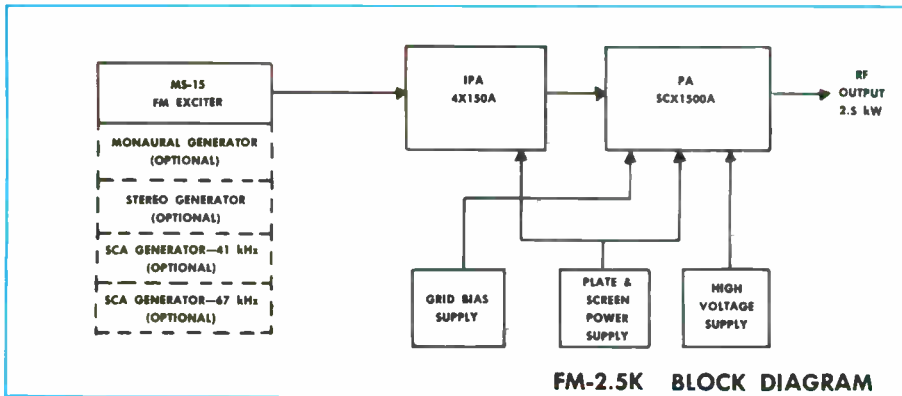 MS-15
FM EXCITER
MONAURAL GENERATOR
(OPTIONAL)
STEREO GENERATOR
(OPTIONAL)
SCA GENERATOR—41 kHz
(OPTIONAL)
SCA GENERATOR—67 kHz
(OPTIONAL)
IPA
4X150A
PA
5CX1500A
RF
OUTPUT
2.5 kW
GRID BIAS
SUPPLY
PLATE &
SCREEN
POWER
SUPPLY
HIGH
VOLTAGE
SUPPLY
FM-2.5K BLOCK DIAGRAM